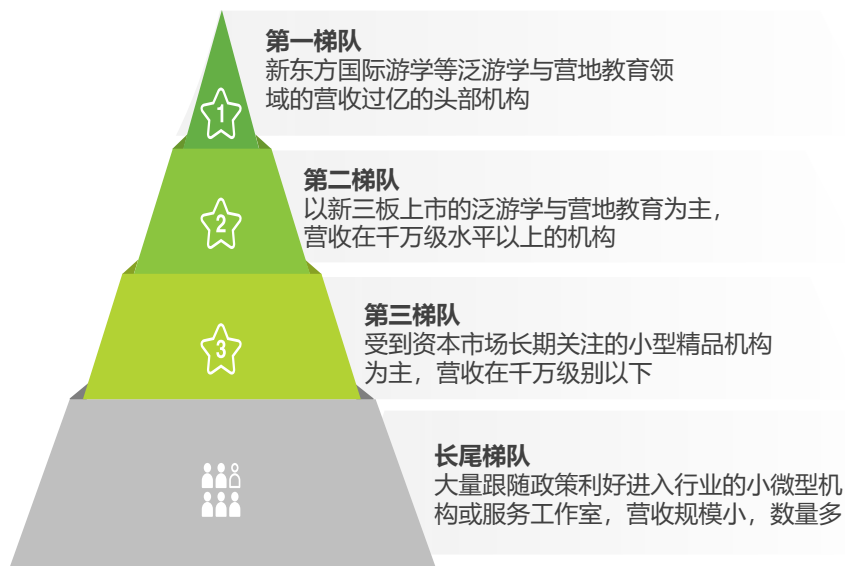 第一梯队
新东方国际游学等泛游学与营地教育领
域的营收过亿的头部机构
1
第二梯队
以新三板上市的泛游学与营地教育为主，
营收在千万级水平以上的机构
2
第三梯队
受到资本市场长期关注的小型精品机构
为主，营收在千万级别以下
3
长尾梯队
大量跟随政策利好进入行业的小微型机
构或服务工作室，营收规模小，数量多